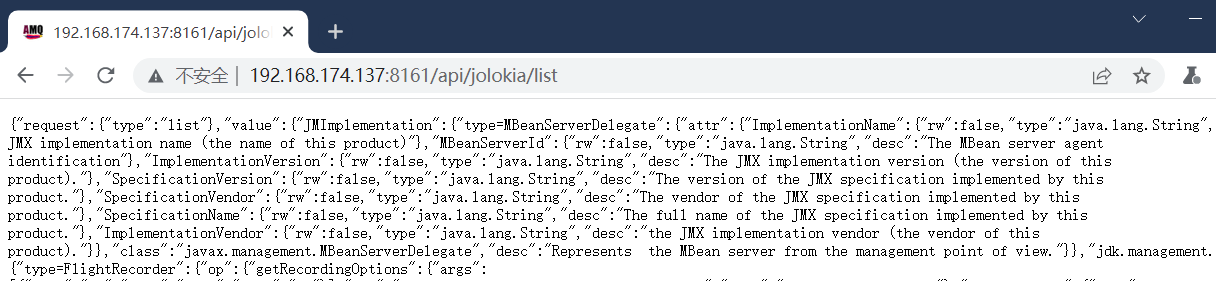 AMQ 192.168.174.137:8161/api/jolo
不安全 192.168.174.137:8161/api/jolokia/list
{"request":{"type":"list"},"value":{"JMImplementation":{"type=MBeanServerDelegate":{"attr":{"ImplementationName":{"rw":false,"type":"java.lang.String",
JMX implementation name (the name of this product)"},"MBeanServerId":{"rw":false,"type":"java.lang.String","desc":"The MBean server agent
identification"},"ImplementationVersion":{"rw":false,"type":"java.lang.String","desc":"The JMX implementation version (the version of this
product)."},"SpecificationVersion":{"rw":false,"type":"java.lang.String","desc":"The version of the JMX specification implemented by this
product."},"SpecificationVendor":{"rw":false,"type":"java.lang.String","desc":"The vendor of the JMX specification implemented by this
product."},"SpecificationName":{"rw":false,"type":"java.lang.String","desc":"The full name of the JMX specification implemented by this
product."},"ImplementationVendor":{"rw":false,"type":"java.lang.String","desc":"the JMX implementation vendor (the vendor of this
product)."}},"class":"javax.management.MBeanServerDelegate","desc":"Represents  the MBean server from the management point of view."}},"jdk.management.
{"type=FlightRecorder":{"op":{"getRecordingOptions":{"args":